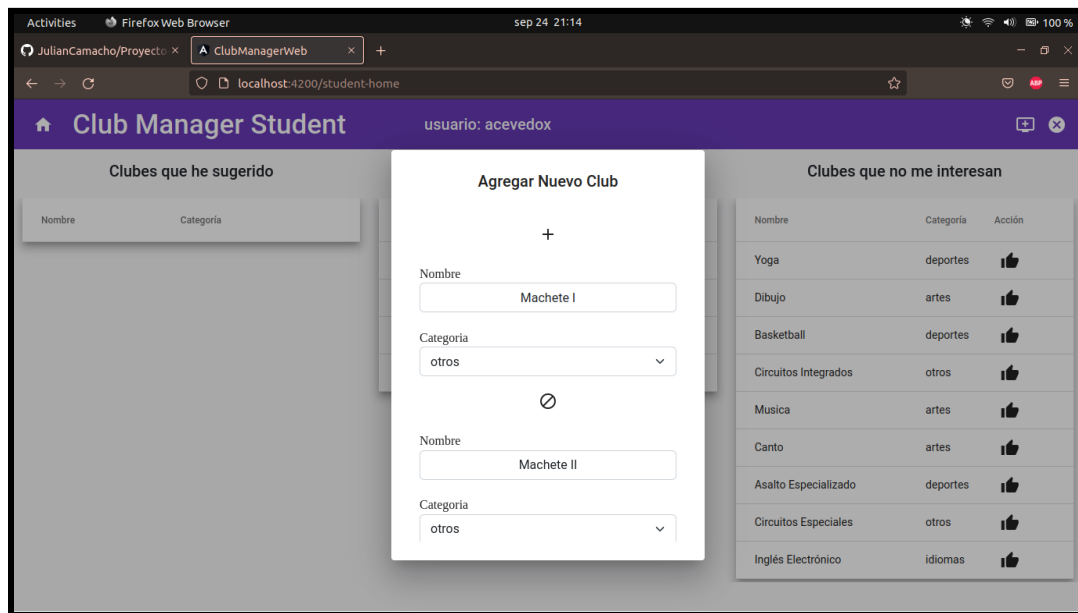 Activities Firefox Web Browser sep 24 21:14 100 %
JulianCamacho/Proyecto ClubManagerWeb
localhost:4200/student-home ABP
Club Manager Student usuario: acevedox
Clubes que he sugerido
Nombre Categoría
Agregar Nuevo Club
+
Nombre
Machete I
Categoria
otros
Nombre
Machete II
Categoria
otros
Clubes que no me interesan
Nombre Categoría Acción
Yoga deportes
Dibujo artes
Basketball deportes
Circuitos Integrados otros
Musica artes
Canto artes
Asalto Especializado deportes
Circuitos Especiales otros
Inglés Electrónico idiomas